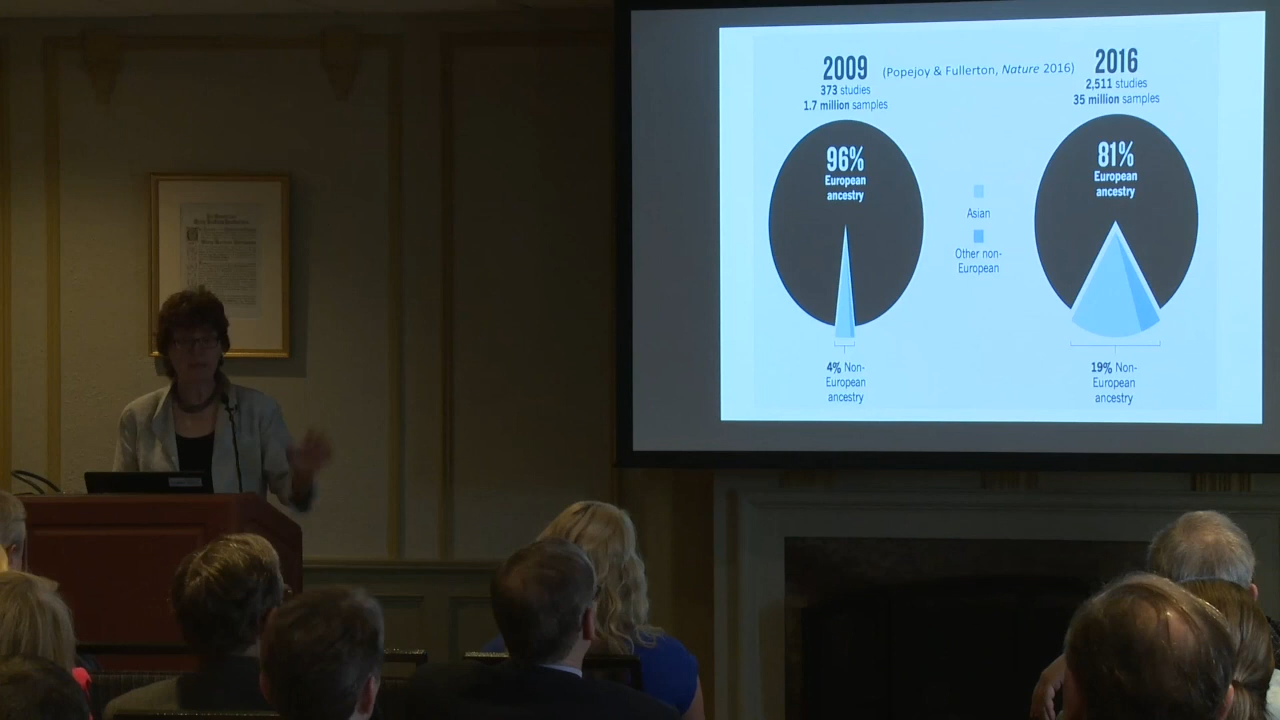 2009
(Popejoy & Fullerton, Nature 2016)
2016
373 studies
1.7 million samples
2,511 studies
35 million samples
96%
European
ancestry
81%
European
ancestry
Asian
Other non-
European
4% Non-
European
ancestry
19% Non-
European
ancestry